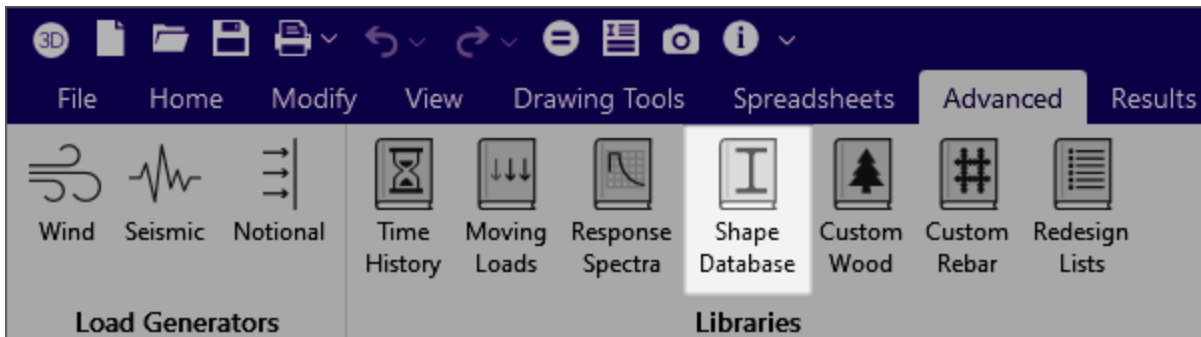 3D
File Home Modify View Drawing Tools Spreadsheets Advanced Results
Wind Seismic Notional Time History Moving Loads Response Spectra Shape Database Custom Wood Custom Rebar Redesign Lists
Load Generators Libraries